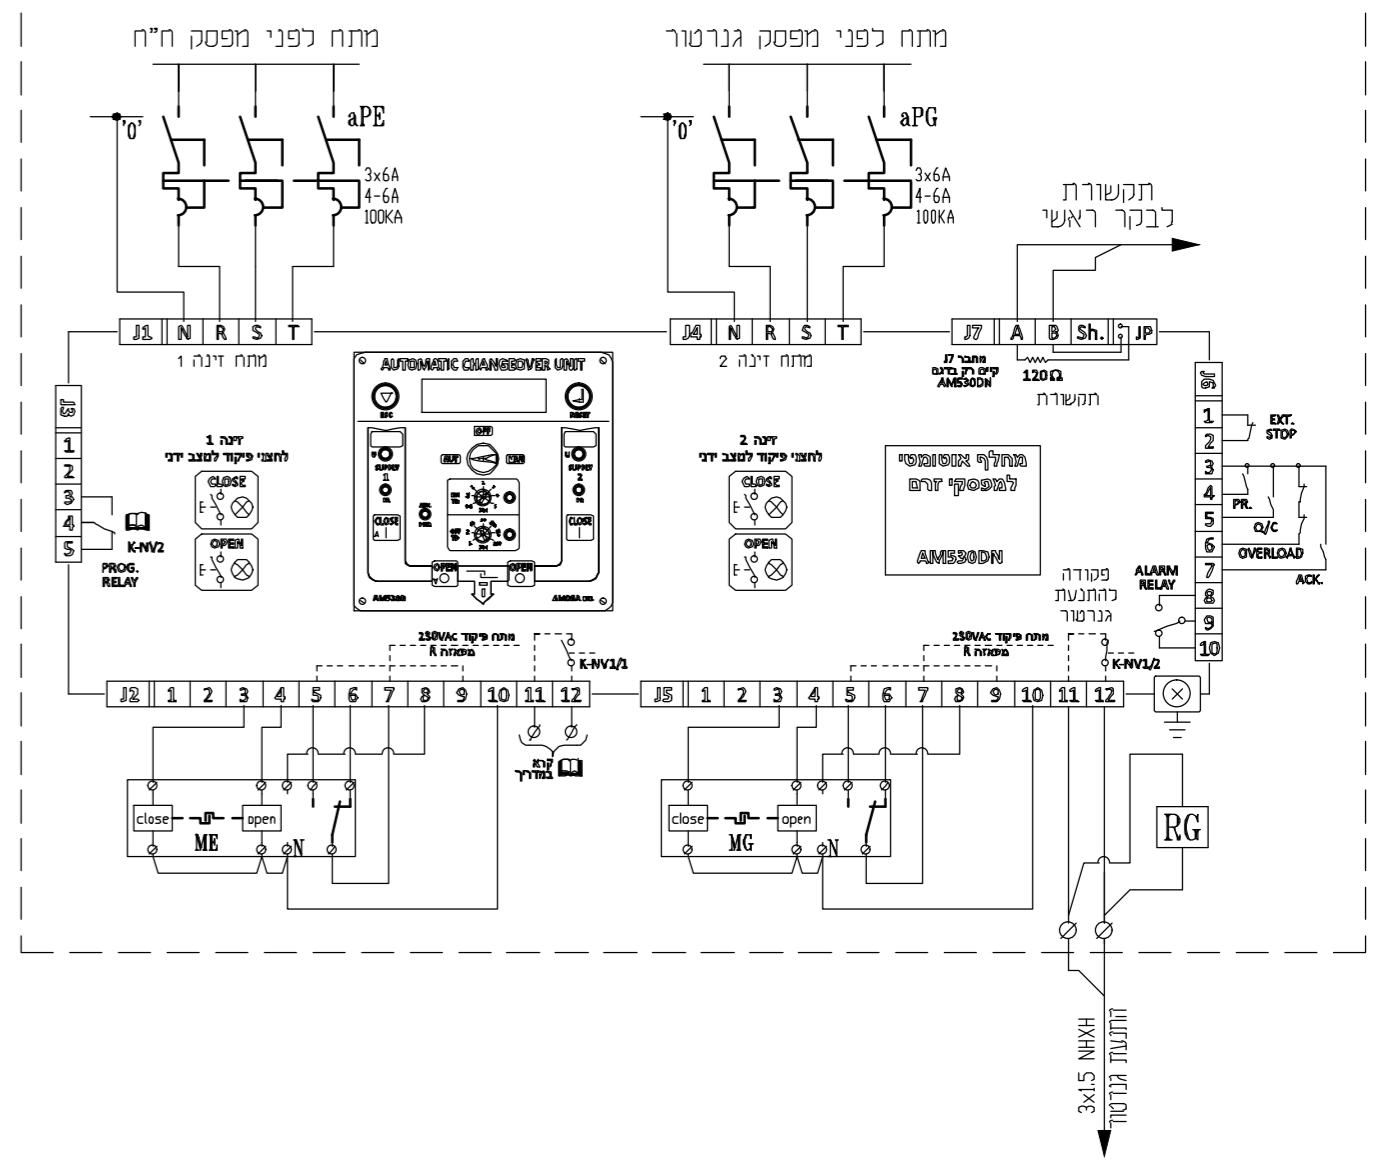 מתח לפני מפסק ח"ח
מתח לפני מפסק גנרטור
'0'
aPE
3x6A
4-6A
100KA
'0'
aPG
3x6A
4-6A
100KA
תקשורת
לבקר ראשי
J1 N R S T
מתח זינה 1
J4 N R S T
מתח זינה 2
J7 A B Sh. JP
מחבר J7
קיים רק בדגם
AM530DN
120Ω
תקשורת
J3
1
2
3
4
5
K-NV2
PROG.
RELAY
זינה 1
לחצני פיקוד למצב ידני
CLOSE
OPEN
AUTOMATIC CHANGEOVER UNIT
ESC
RESET
OFF
AUT
MAN
SUPPLY
1
SUPPLY
2
CLOSE
CLOSE
OPEN
OPEN
זינה 2
לחצני פיקוד למצב ידני
CLOSE
OPEN
מחלף אוטומטי
למפסקי זרם
AM530DN
J6
1
2
3
4
5
6
7
8
9
10
EXT.
STOP
PR.
O/C
OVERLOAD
ACK.
ALARM
RELAY
פקודה
להתנעת
גנרטור
מתח פיקוד 230VAC
מפאזה R
K-NV1/1
מתח פיקוד 230VAC
מפאזה R
K-NV1/2
J2 1 2 3 4 5 6 7 8 9 10 11 12
J5 1 2 3 4 5 6 7 8 9 10 11 12
קרא
במדריך
close
open
ME
N
close
open
MG
N
RG
3x1.5 NHXH
התנעת גנרטור